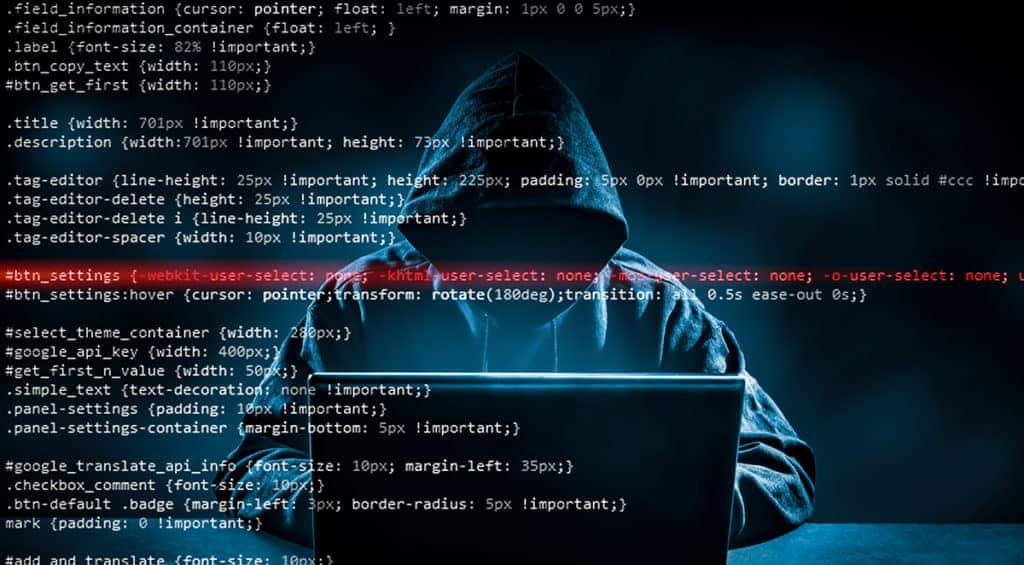 .field_information {cursor: pointer; float: left; margin: 1px 0 0 5px;}
.field_information_container {float: left; }
.label {font-size: 82% !important;}
.btn_copy_text {width: 110px;}
#btn_get_first {width: 110px;}
.title {width: 701px !important;}
.description {width:701px !important; height: 73px !important;}
.tag-editor {line-height: 25px !important; height: 225px; padding: 5px 0px !important; border: 1px solid #ccc !impo
.tag-editor-delete {height: 25px !important;}
.tag-editor-delete i {line-height: 25px !important;}
.tag-editor-spacer {width: 10px !important;}
#btn_settings {-webkit-user-select: none; -khtml-user-select: none; -moz-user-select: none; -o-user-select: none; u
#btn_settings:hover {cursor: pointer;transform: rotate(180deg);transition: all 0.5s ease-out 0s;}
#select_theme_container {width: 280px;}
#google_api_key {width: 400px;}
#get_first_n_value {width: 50px;}
.simple_text {text-decoration: none !important;}
.panel-settings {padding: 10px !important;}
.panel-settings-container {margin-bottom: 5px !important;}
#google_translate_api_info {font-size: 10px; margin-left: 35px;}
.checkbox_comment {font-size: 10px;}
.btn-default .badge {margin-left: 3px; border-radius: 5px !important;}
mark {padding: 0 !important;}
#add_and_translate {font-size: 10px;}